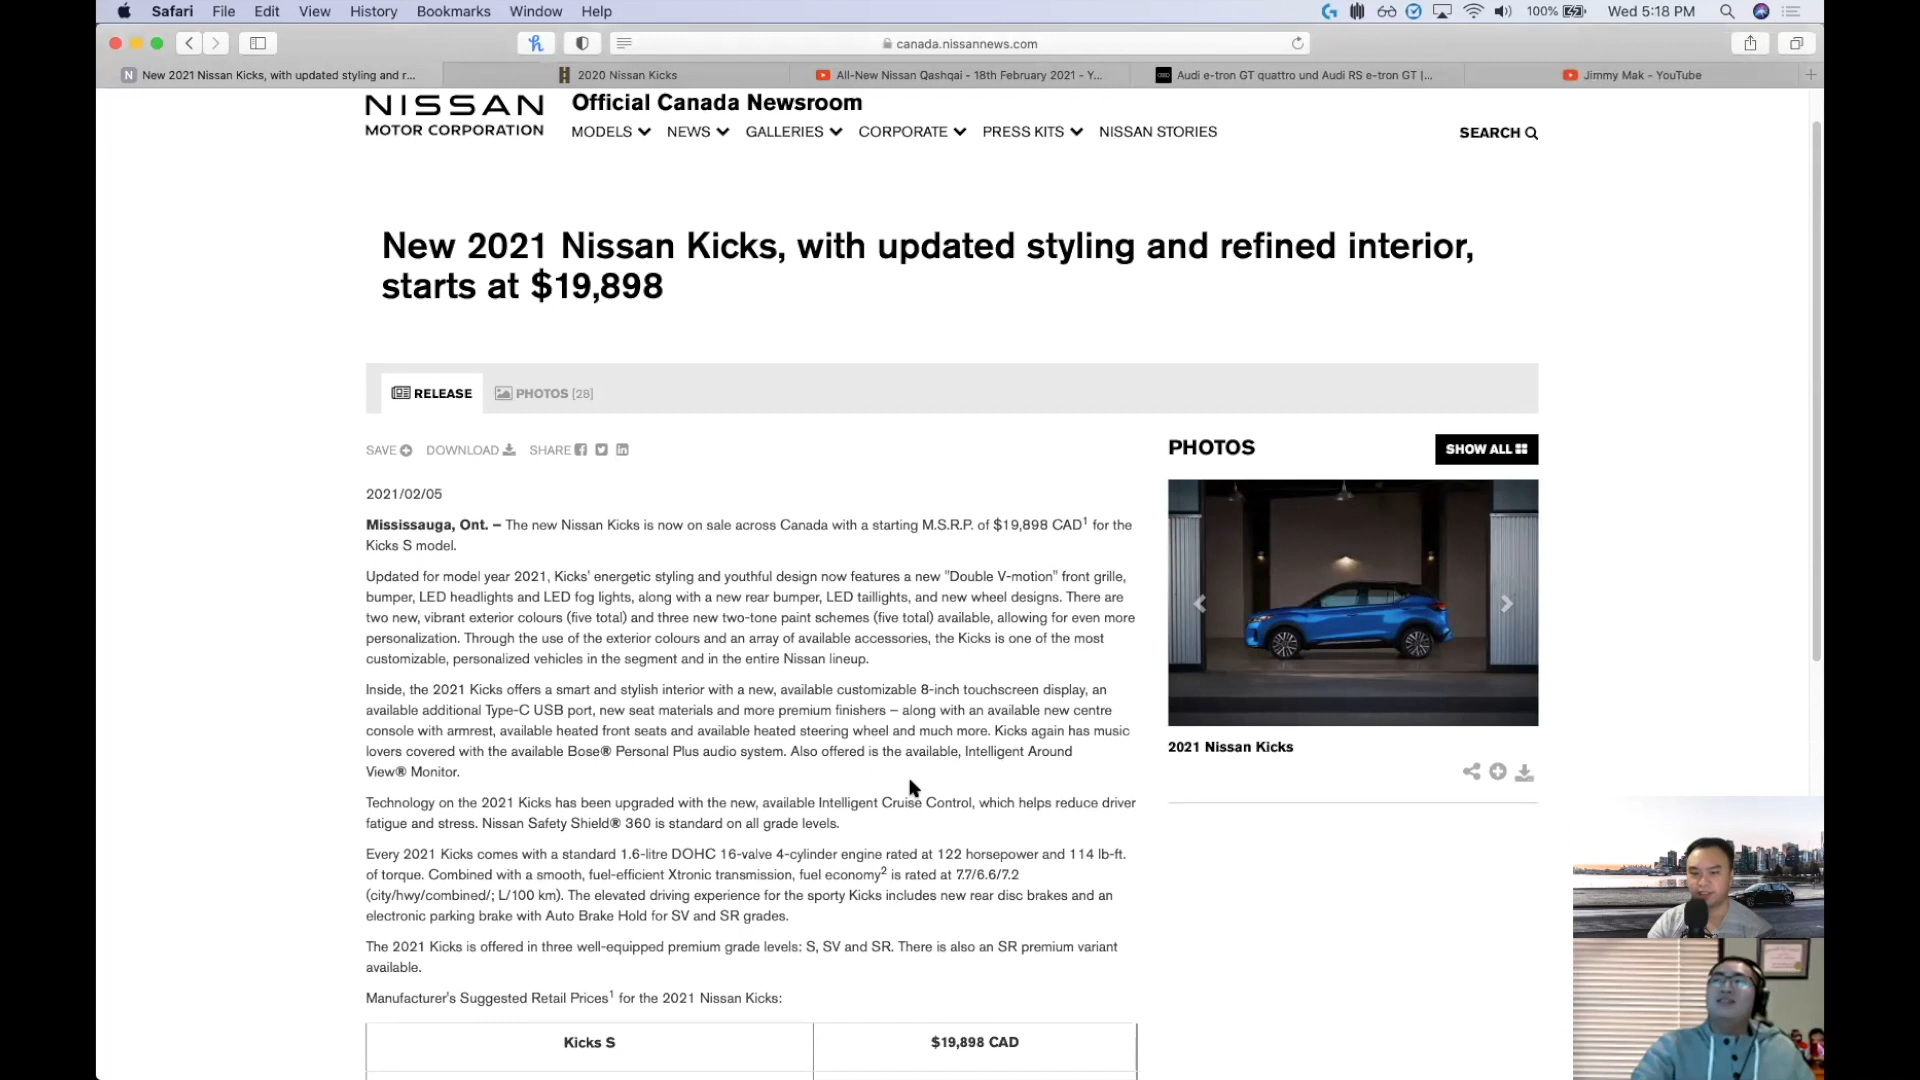 Safari File Edit View History Bookmarks Window Help 100% Wed 5:18 PM
canada.nissannews.com
New 2021 Nissan Kicks, with updated styling and r... 2020 Nissan Kicks All-New Nissan Qashqai - 18th February 2021 - Y... Audi e-tron GT quattro und Audi RS e-tron GT |... Jimmy Mak - YouTube
NISSAN
MOTOR CORPORATION
Official Canada Newsroom
MODELS NEWS GALLERIES CORPORATE PRESS KITS NISSAN STORIES
SEARCH
New 2021 Nissan Kicks, with updated styling and refined interior,
starts at $19,898
RELEASE PHOTOS [28]
SAVE DOWNLOAD SHARE
2021/02/05
Mississauga, Ont. – The new Nissan Kicks is now on sale across Canada with a starting M.S.R.P. of $19,898 CAD1 for the
Kicks S model.
Updated for model year 2021, Kicks' energetic styling and youthful design now features a new "Double V-motion" front grille,
bumper, LED headlights and LED fog lights, along with a new rear bumper, LED taillights, and new wheel designs. There are
two new, vibrant exterior colours (five total) and three new two-tone paint schemes (five total) available, allowing for even more
personalization. Through the use of the exterior colours and an array of available accessories, the Kicks is one of the most
customizable, personalized vehicles in the segment and in the entire Nissan lineup.
Inside, the 2021 Kicks offers a smart and stylish interior with a new, available customizable 8-inch touchscreen display, an
available additional Type-C USB port, new seat materials and more premium finishers – along with an available new centre
console with armrest, available heated front seats and available heated steering wheel and much more. Kicks again has music
lovers covered with the available Bose® Personal Plus audio system. Also offered is the available, Intelligent Around
View® Monitor.
Technology on the 2021 Kicks has been upgraded with the new, available Intelligent Cruise Control, which helps reduce driver
fatigue and stress. Nissan Safety Shield® 360 is standard on all grade levels.
Every 2021 Kicks comes with a standard 1.6-litre DOHC 16-valve 4-cylinder engine rated at 122 horsepower and 114 lb-ft.
of torque. Combined with a smooth, fuel-efficient Xtronic transmission, fuel economy2 is rated at 7.7/6.6/7.2
(city/hwy/combined/; L/100 km). The elevated driving experience for the sporty Kicks includes new rear disc brakes and an
electronic parking brake with Auto Brake Hold for SV and SR grades.
The 2021 Kicks is offered in three well-equipped premium grade levels: S, SV and SR. There is also an SR premium variant
available.
Manufacturer's Suggested Retail Prices1 for the 2021 Nissan Kicks:
Kicks S $19,898 CAD
PHOTOS
SHOW ALL
2021 Nissan Kicks